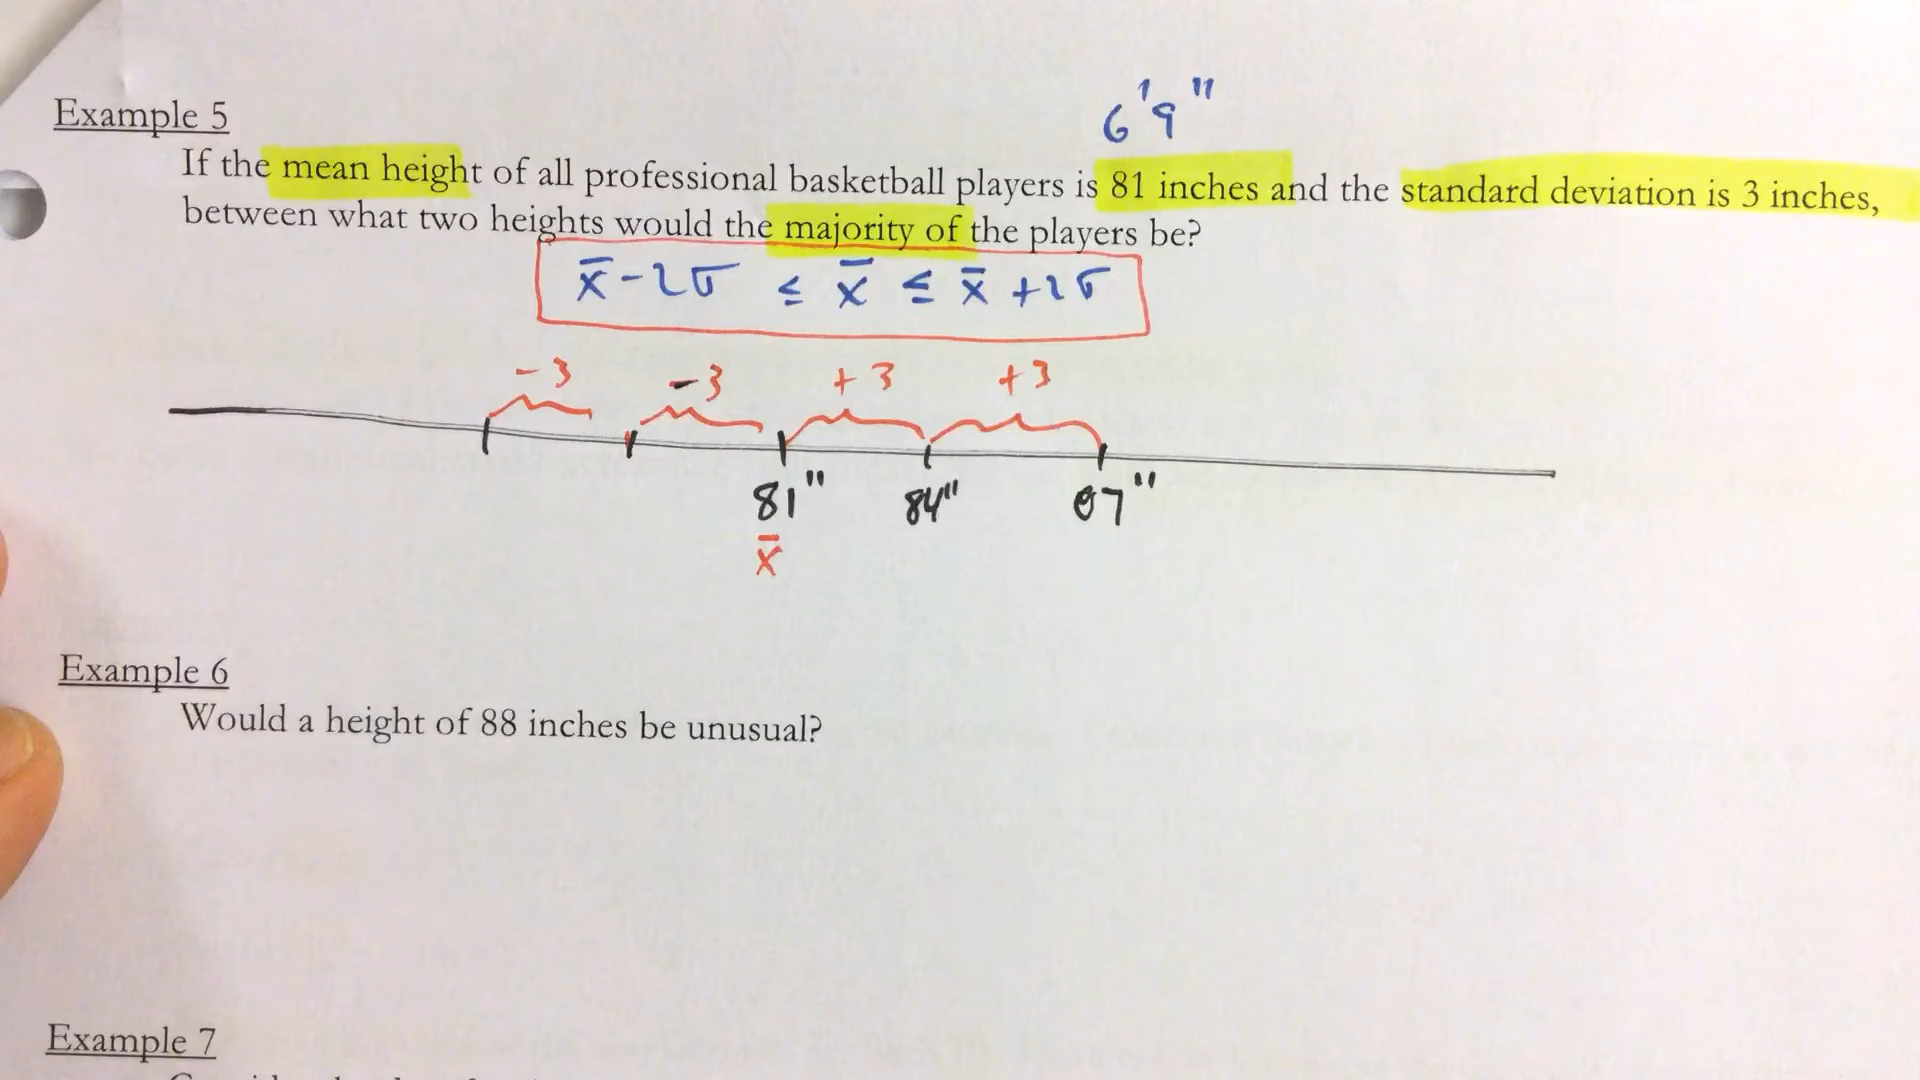 6'9"
Example 5
If the mean height of all professional basketball players is 81 inches and the standard deviation is 3 inches,
between what two heights would the majority of the players be?
x̄ - 2σ ≤ x̄ ≤ x̄ + 2σ
-3 -3 +3 +3
81" 84" 87"
x̄
Example 6
Would a height of 88 inches be unusual?
Example 7